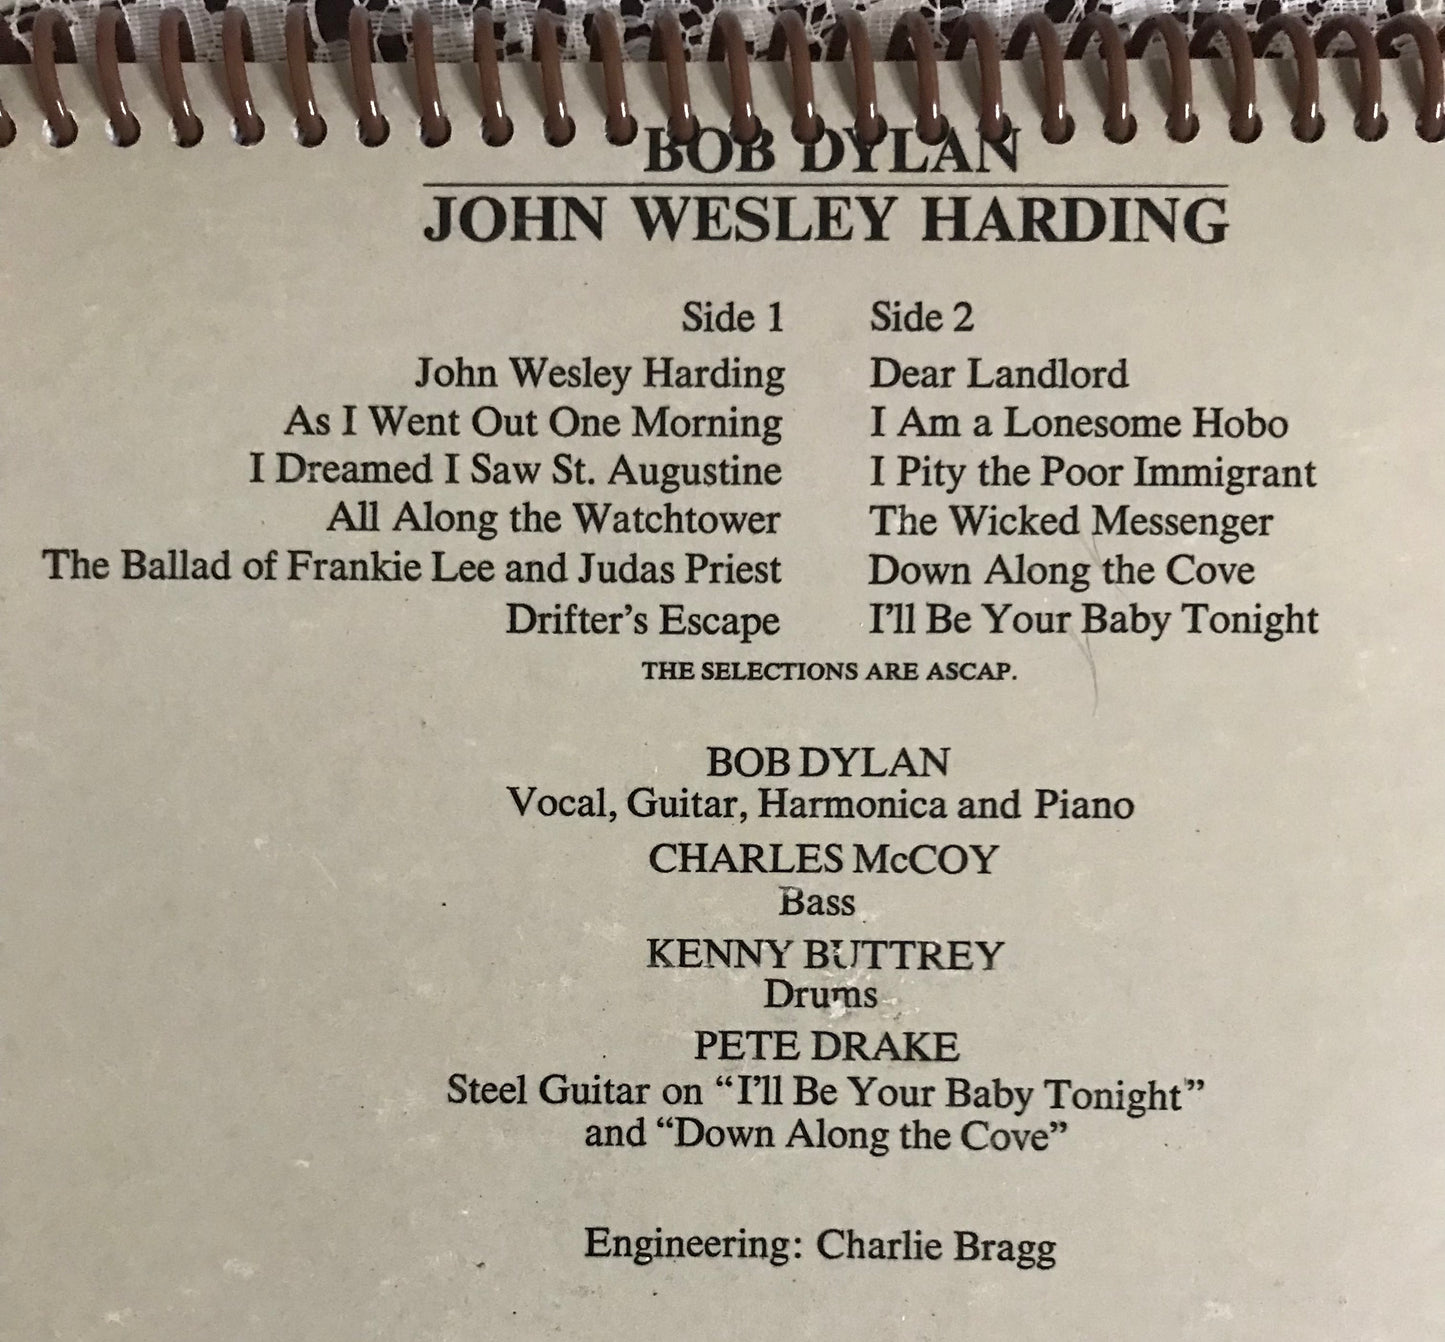 BOB DYLAN
JOHN WESLEY HARDING
Side 1
John Wesley Harding
As I Went Out One Morning
I Dreamed I Saw St. Augustine
All Along the Watchtower
The Ballad of Frankie Lee and Judas Priest
Drifter's Escape
Side 2
Dear Landlord
I Am a Lonesome Hobo
I Pity the Poor Immigrant
The Wicked Messenger
Down Along the Cove
I'll Be Your Baby Tonight
THE SELECTIONS ARE ASCAP.
BOB DYLAN
Vocal, Guitar, Harmonica and Piano
CHARLES McCOY
Bass
KENNY BUTTREY
Drums
PETE DRAKE
Steel Guitar on “I’ll Be Your Baby Tonight”
and “Down Along the Cove”
Engineering: Charlie Bragg